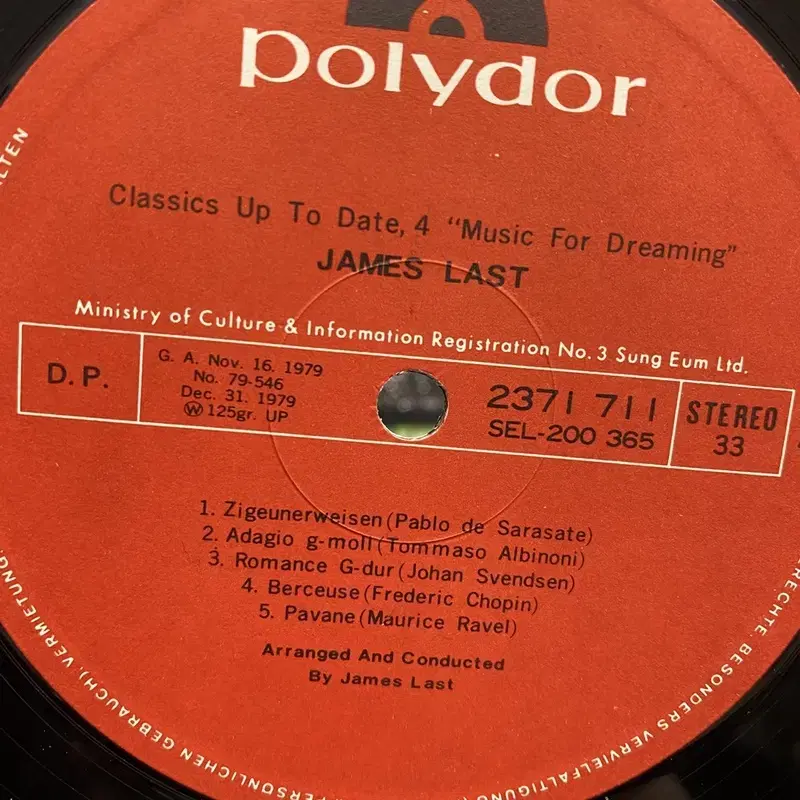 polydor
Classics Up To Date, 4 "Music For Dreaming"
JAMES LAST
Ministry of Culture & Information Registration No. 3 Sung Eum Ltd.
D.P.
G. A. Nov. 16. 1979
No. 79-546
Dec. 31. 1979
Ⓦ 125gr. UP
2371 711
SEL-200 365
STEREO
33
1. Zigeunerweisen (Pablo de Sarasate)
2. Adagio g-moll (Tommaso Albinoni)
3. Romance G-dur (Johan Svendsen)
4. Berceuse (Frederic Chopin)
5. Pavane (Maurice Ravel)
Arranged And Conducted
By James Last
RECHTE, BESONDERS VERVIELFÄLTIGUNG
PERSÖNLICHEN GEBRAUCH), VERMIETUNG,